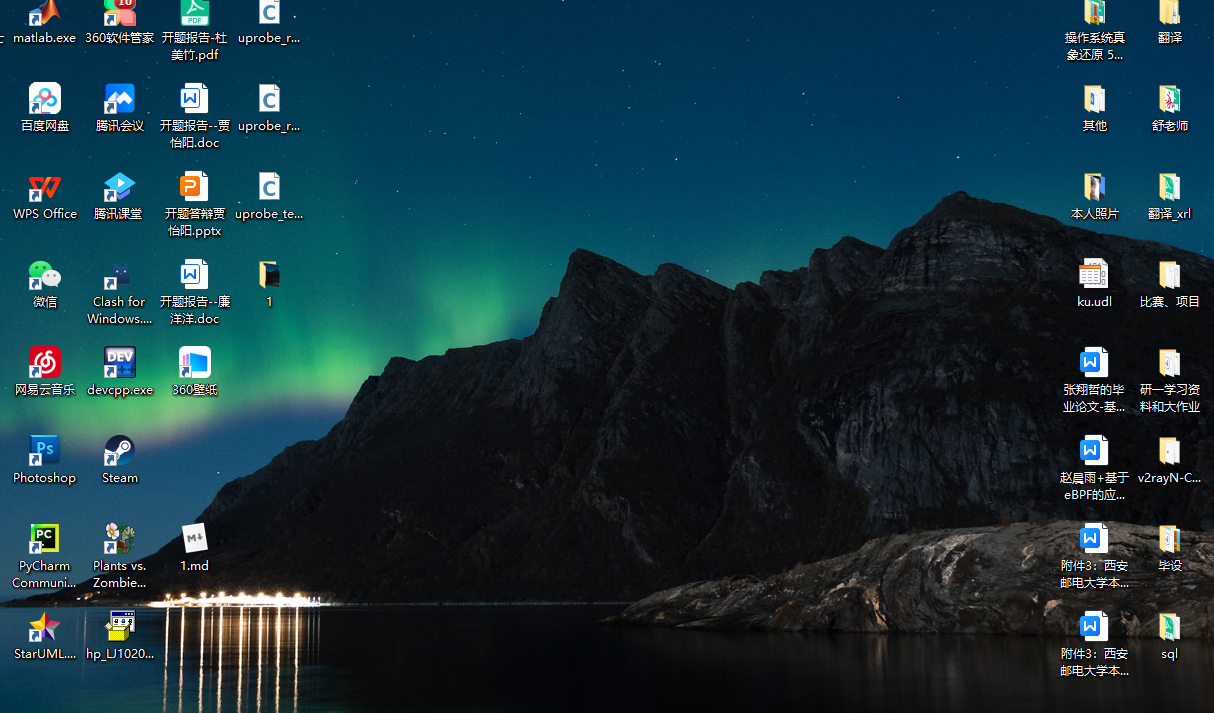 matlab.exe
360软件管家
开题报告-杜
美竹.pdf
uprobe_r...
操作系统真
象还原 5...
翻译
百度网盘
腾讯会议
开题报告--贾
怡阳.doc
uprobe_r...
其他
舒老师
WPS Office
腾讯课堂
开题答辩贾
怡阳.pptx
uprobe_te...
本人照片
翻译_xrl
微信
Clash for
Windows....
开题报告--廉
洋洋.doc
1
ku.udl
比赛、项目
网易云音乐
devcpp.exe
360壁纸
张翔哲的毕
业论文-基...
研一学习资
料和大作业
Photoshop
Steam
赵晨雨+基于
eBPF的应...
v2rayN-C...
PyCharm
Communi...
Plants vs.
Zombie...
1.md
附件3：西安
邮电大学本...
毕设
StarUML....
hp_LJ1020...
附件3：西安
邮电大学本...
sql